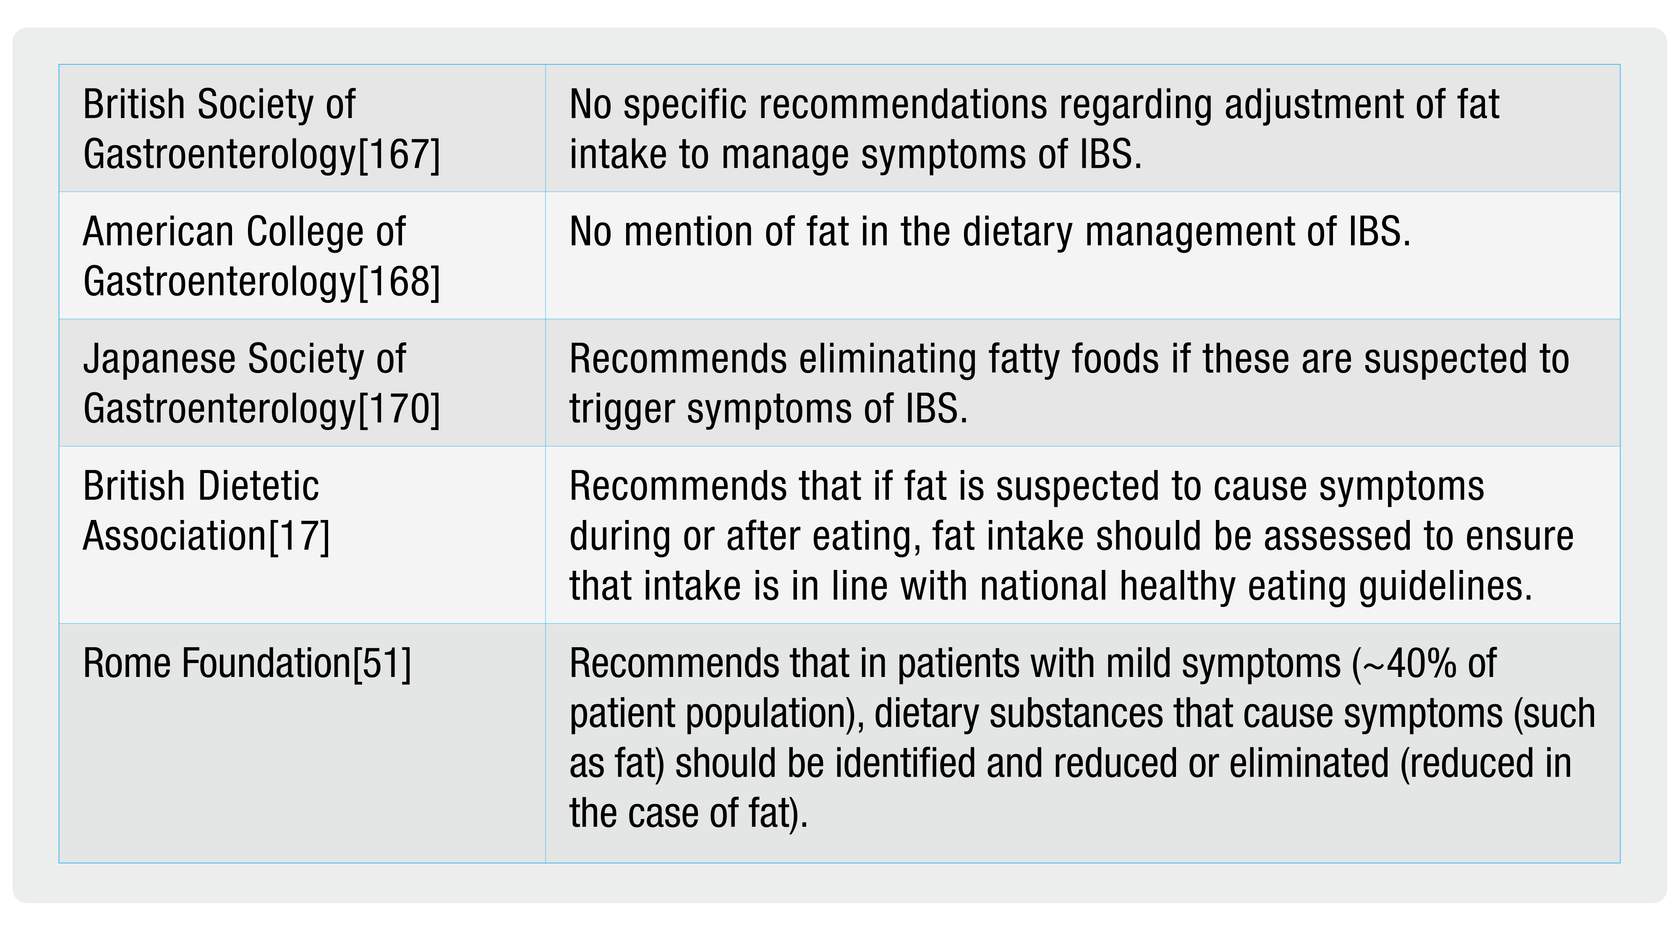 British Society of
Gastroenterology[167]
No specific recommendations regarding adjustment of fat
intake to manage symptoms of IBS.
American College of
Gastroenterology[168]
No mention of fat in the dietary management of IBS.
Japanese Society of
Gastroenterology[170]
Recommends eliminating fatty foods if these are suspected to
trigger symptoms of IBS.
British Dietetic
Association[17]
Recommends that if fat is suspected to cause symptoms
during or after eating, fat intake should be assessed to ensure
that intake is in line with national healthy eating guidelines.
Rome Foundation[51]
Recommends that in patients with mild symptoms (~40% of
patient population), dietary substances that cause symptoms (such
as fat) should be identified and reduced or eliminated (reduced in
the case of fat).